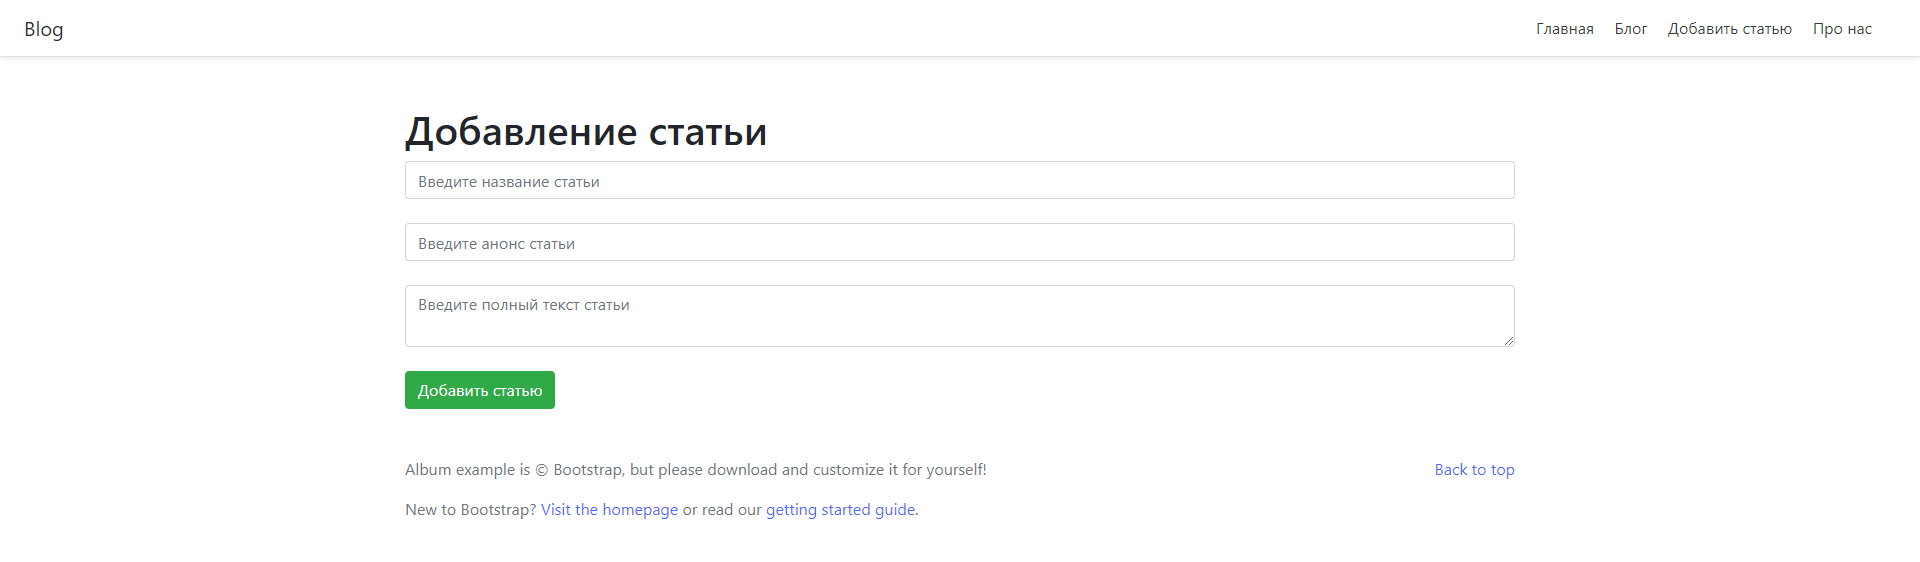 Blog
Главная Блог Добавить статью Про нас
Добавление статьи
Введите название статьи
Введите анонс статьи
Введите полный текст статьи
Добавить статью
Album example is © Bootstrap, but please download and customize it for yourself!
Back to top
New to Bootstrap? Visit the homepage or read our getting started guide.